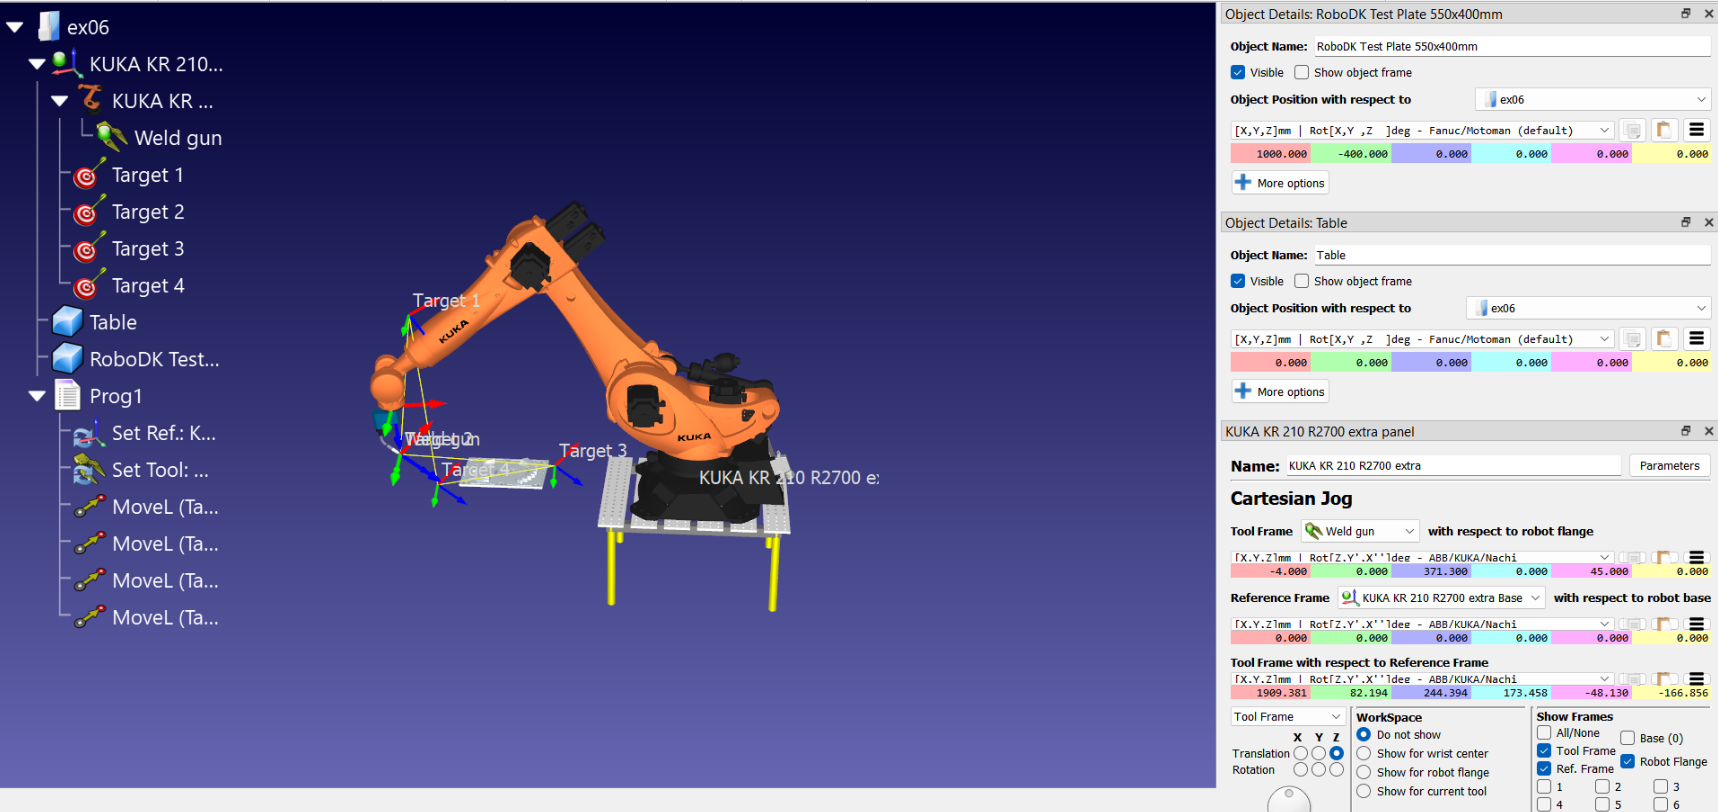 ex06
KUKA KR 210...
KUKA KR ...
Weld gun
Target 1
Target 2
Target 3
Target 4
Table
RoboDK Test...
Prog1
Set Ref.: K...
Set Tool: ...
MoveL (Ta...
MoveL (Ta...
MoveL (Ta...
MoveL (Ta...
Target 1
KUKA
Target 3
Target 4
KUKA
KUKA KR 210 R2700 e
Object Details: RoboDK Test Plate 550x400mm
Object Name: RoboDK Test Plate 550x400mm
Visible Show object frame
Object Position with respect to ex06
[X,Y,Z]mm | Rot[X,Y ,Z ]deg - Fanuc/Motoman (default)
1000.000 -400.000 0.000 0.000 0.000 0.000
More options
Object Details: Table
Object Name: Table
Visible Show object frame
Object Position with respect to ex06
[X,Y,Z]mm | Rot[X,Y ,Z ]deg - Fanuc/Motoman (default)
0.000 0.000 0.000 0.000 0.000 0.000
More options
KUKA KR 210 R2700 extra panel
Name: KUKA KR 210 R2700 extra Parameters
Cartesian Jog
Tool Frame Weld gun with respect to robot flange
[X,Y,Z]mm | Rot[Z,Y',X'']deg - ABB/KUKA/Nachi
-4.000 0.000 371.300 0.000 45.000 0.000
Reference Frame KUKA KR 210 R2700 extra Base with respect to robot base
[X,Y,Z]mm | Rot[Z,Y',X'']deg - ABB/KUKA/Nachi
0.000 0.000 0.000 0.000 0.000 0.000
Tool Frame with respect to Reference Frame
[X,Y,Z]mm | Rot[Z,Y',X'']deg - ABB/KUKA/Nachi
1909.381 82.194 244.394 173.458 -48.130 -166.856
Tool Frame
X Y Z
Translation
Rotation
WorkSpace
Do not show
Show for wrist center
Show for robot flange
Show for current tool
Show Frames
All/None Base (0)
Tool Frame
Ref. Frame Robot Flange
1 2 3
4 5 6